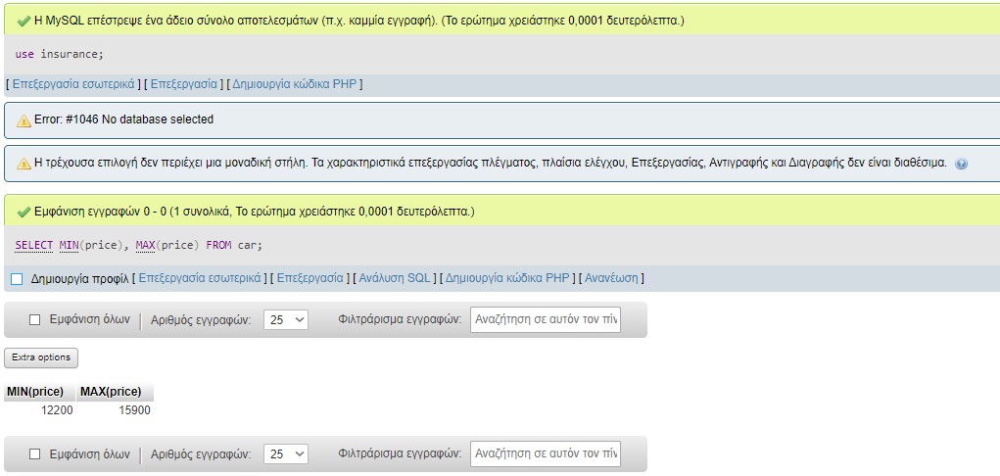 Η MySQL επέστρεψε ένα άδειο σύνολο αποτελεσμάτων (π.χ. καμμία εγγραφή). (Το ερώτημα χρειάστηκε 0,0001 δευτερόλεπτα.)
use insurance;
[ Επεξεργασία εσωτερικά ] [ Επεξεργασία ] [ Δημιουργία κώδικα PHP ]
Error: #1046 No database selected
Η τρέχουσα επιλογή δεν περιέχει μια μοναδική στήλη. Τα χαρακτηριστικά επεξεργασίας πλέγματος, πλαίσια ελέγχου, Επεξεργασίας, Αντιγραφής και Διαγραφής δεν είναι διαθέσιμα.
Εμφάνιση εγγραφών 0 - 0 (1 συνολικά, Το ερώτημα χρειάστηκε 0,0001 δευτερόλεπτα.)
SELECT MIN(price), MAX(price) FROM car;
Δημιουργία προφίλ [ Επεξεργασία εσωτερικά ] [ Επεξεργασία ] [ Ανάλυση SQL ] [ Δημιουργία κώδικα PHP ] [ Ανανέωση ]
Εμφάνιση όλων | Αριθμός εγγραφών: 25 Φιλτράρισμα εγγραφών: Αναζήτηση σε αυτόν τον πίν
Extra options
MIN(price) MAX(price)
12200 15900
Εμφάνιση όλων | Αριθμός εγγραφών: 25 Φιλτράρισμα εγγραφών: Αναζήτηση σε αυτόν τον πίν